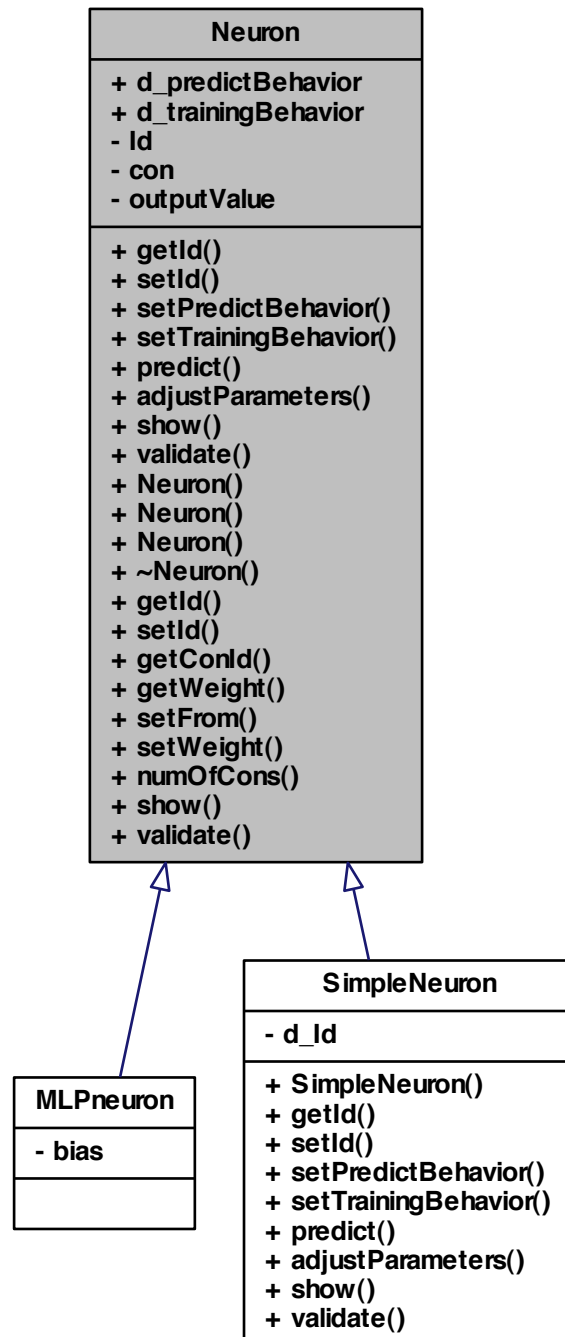 Neuron
+ d_predictBehavior
+ d_trainingBehavior
- Id
- con
- outputValue
+ getId()
+ setId()
+ setPredictBehavior()
+ setTrainingBehavior()
+ predict()
+ adjustParameters()
+ show()
+ validate()
+ Neuron()
+ Neuron()
+ Neuron()
+ ~Neuron()
+ getId()
+ setId()
+ getConId()
+ getWeight()
+ setFrom()
+ setWeight()
+ numOfCons()
+ show()
+ validate()
MLPneuron
- bias
SimpleNeuron
- d_Id
+ SimpleNeuron()
+ getId()
+ setId()
+ setPredictBehavior()
+ setTrainingBehavior()
+ predict()
+ adjustParameters()
+ show()
+ validate()